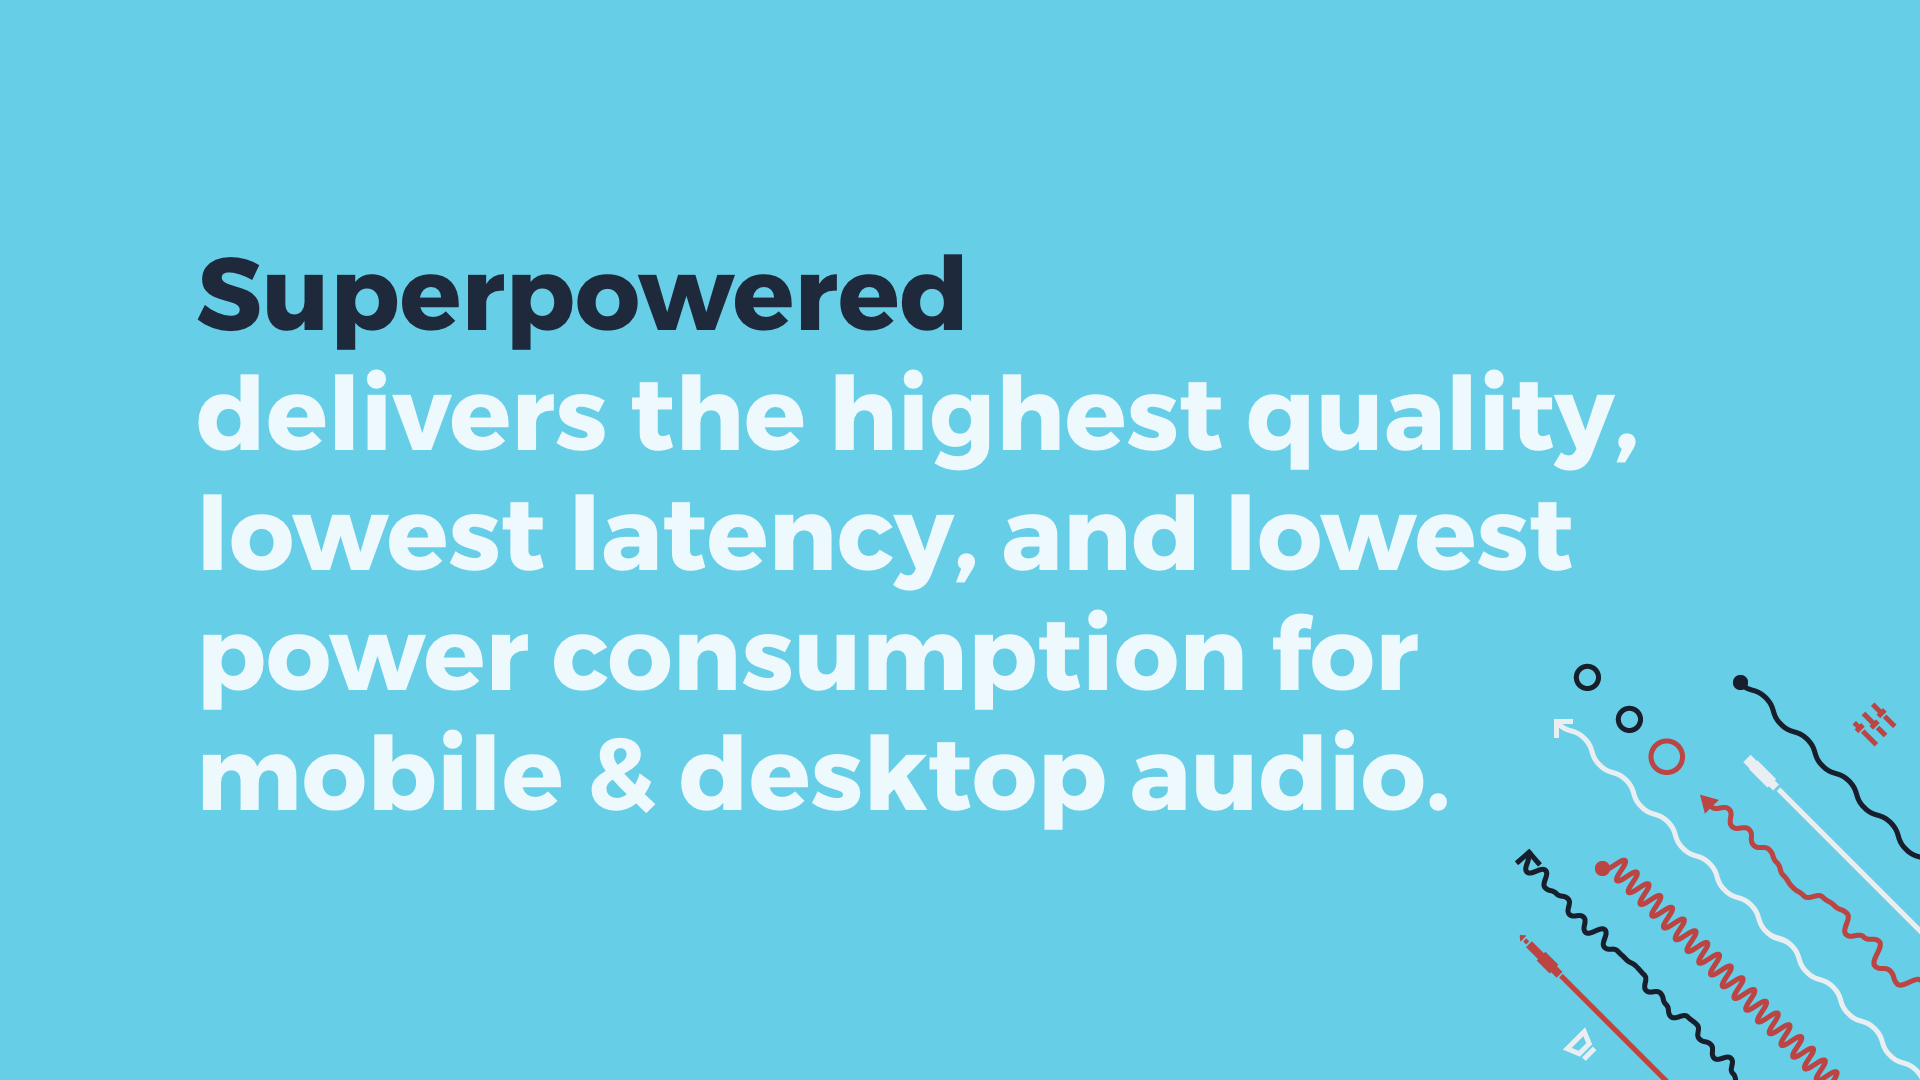 Superpowered
delivers the highest quality,
lowest latency, and lowest
power consumption for
mobile & desktop audio.